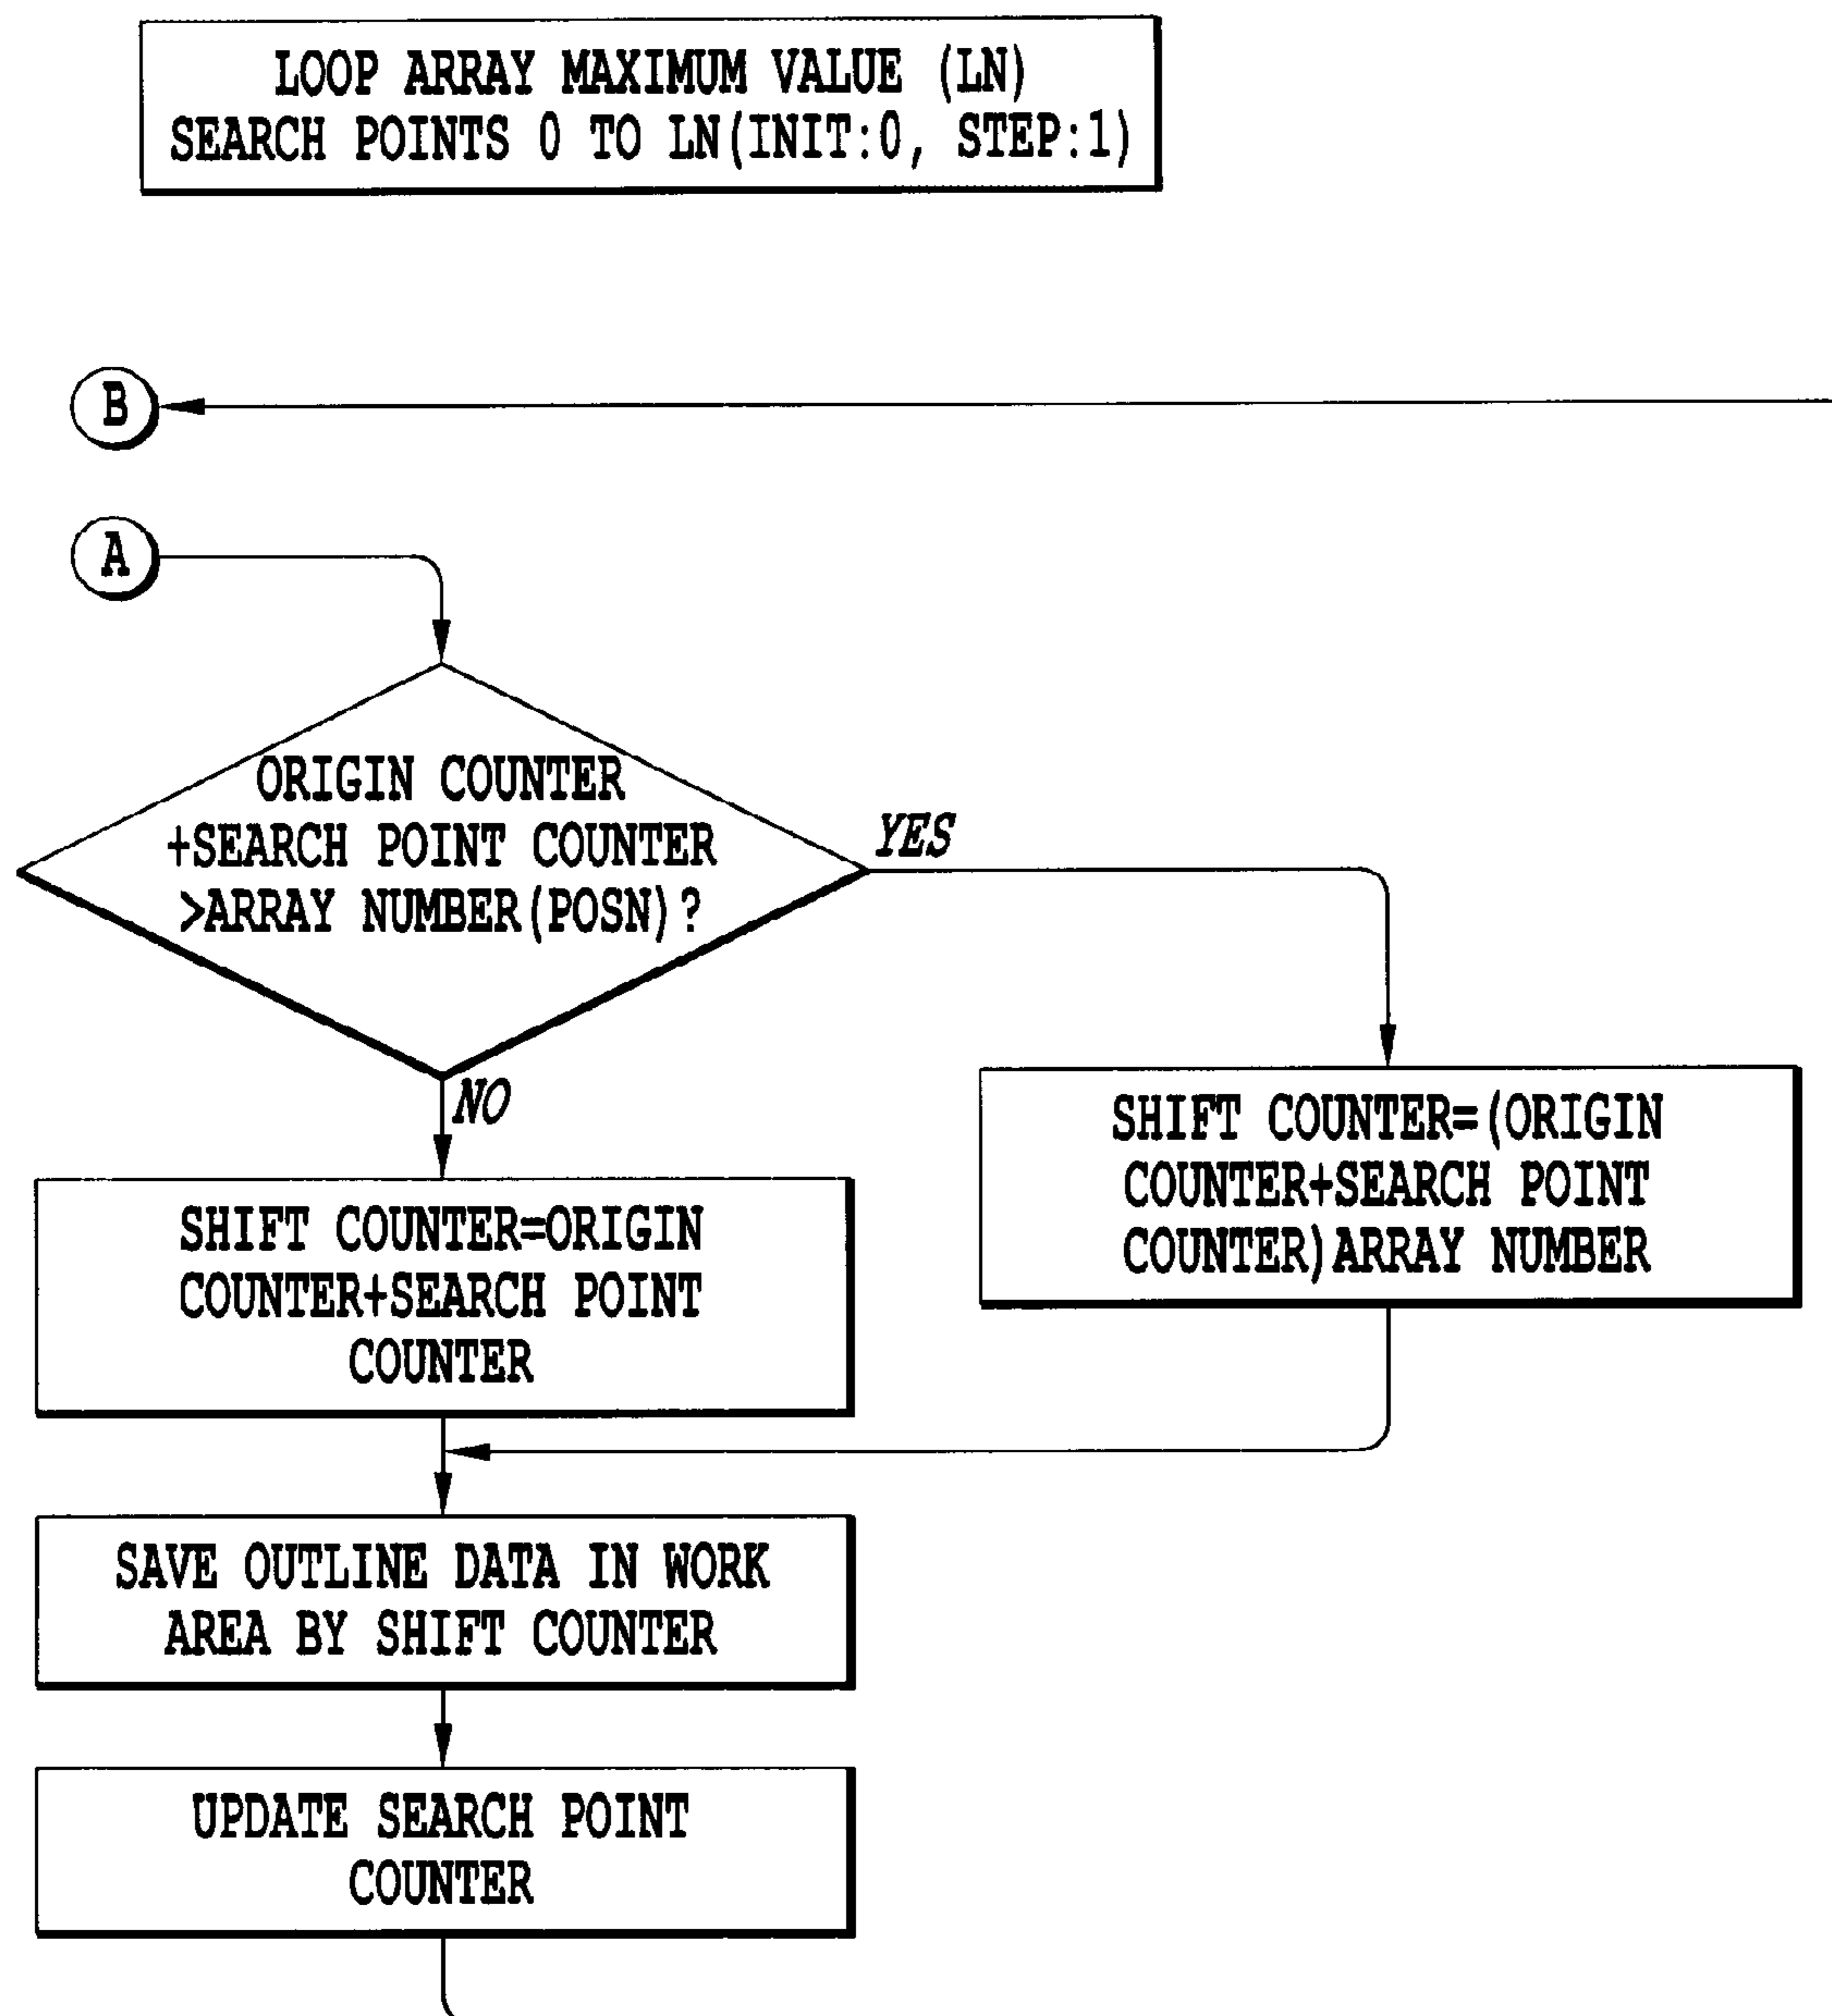 LOOP ARRAY MAXIMUM VALUE (LN)
SEARCH POINTS 0 TO LN(INIT:0, STEP:1)
B
A
ORIGIN COUNTER
+SEARCH POINT COUNTER
>ARRAY NUMBER(POSN)?
YES
NO
SHIFT COUNTER=(ORIGIN
COUNTER+SEARCH POINT
COUNTER)ARRAY NUMBER
SHIFT COUNTER=ORIGIN
COUNTER+SEARCH POINT
COUNTER
SAVE OUTLINE DATA IN WORK
AREA BY SHIFT COUNTER
UPDATE SEARCH POINT
COUNTER